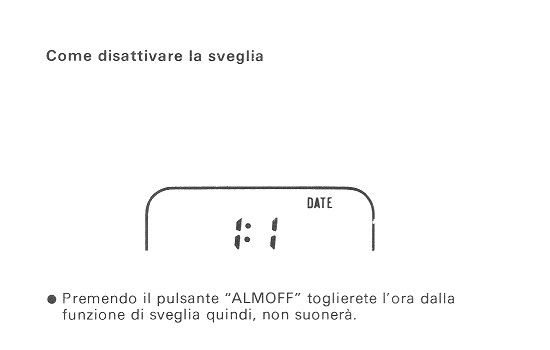 Come disattivare la sveglia
DATE
1:1
● Premendo il pulsante “ALMOFF” toglierete l’ora dalla
funzione di sveglia quindi, non suonerà.